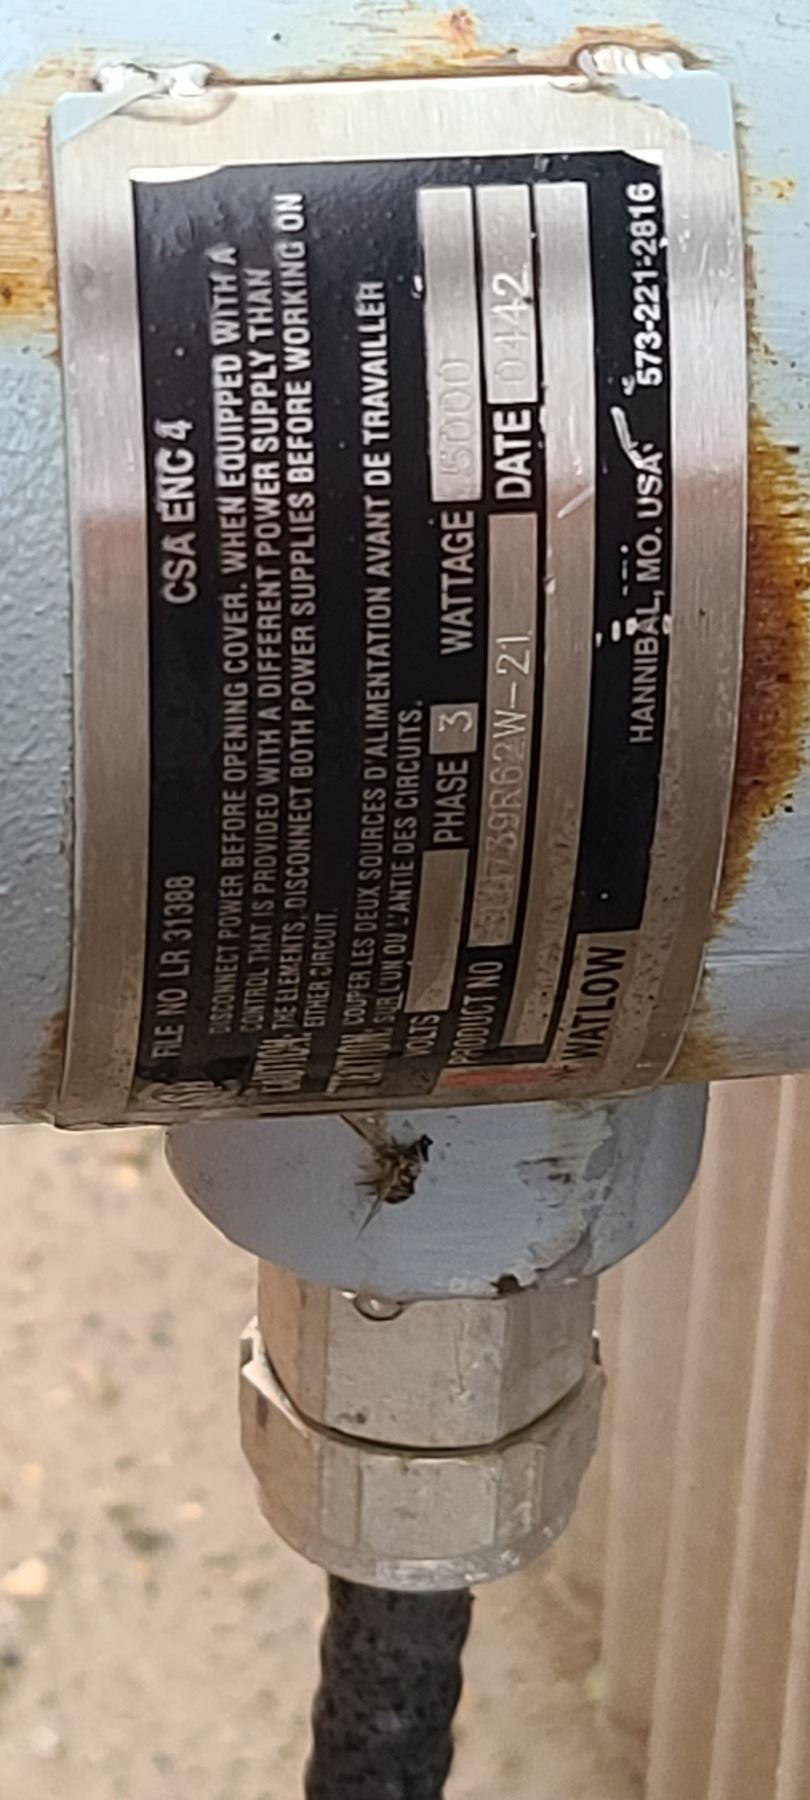 FILE NO LR 31388 CSA ENC 4
DISCONNECT POWER BEFORE OPENING COVER. WHEN EQUIPPED WITH A
CONTROL THAT IS PROVIDED WITH A DIFFERENT POWER SUPPLY THAN
CAUTION: THE ELEMENTS, DISCONNECT BOTH POWER SUPPLIES BEFORE WORKING ON
EITHER CIRCUIT.
COUPER LES DEUX SOURCES D'ALIMENTATION AVANT DE TRAVAILLER
SUR L'UN OU L'ANTIE DES CIRCUITS.
VOLTS PHASE 3 WATTAGE 5000
PRODUCT NO DATE 0442
WATLOW HANNIBAL, MO. USA 573-221-2816